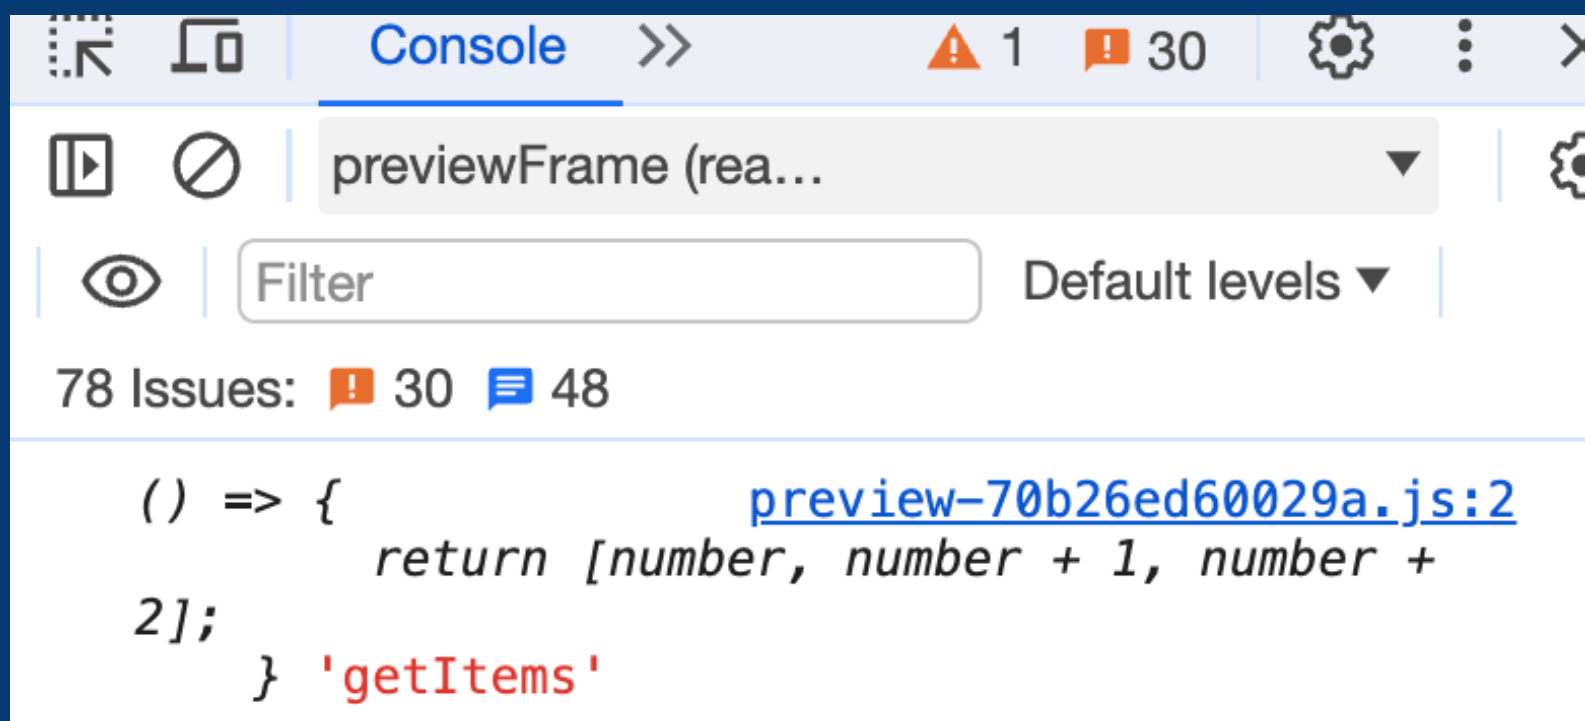 Console 1 30
previewFrame (rea...
Filter Default levels
78 Issues: 30 48
() => { preview-70b26ed60029a.js:2
return [number, number + 1, number +
2];
} 'getItems'